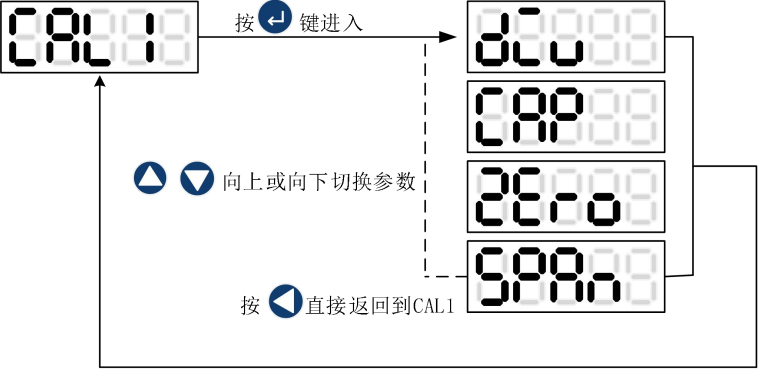 CAL1
按 键进入
dCu
CAP
2Ero
向上或向下切换参数
SPAn
按 直接返回到CAL1